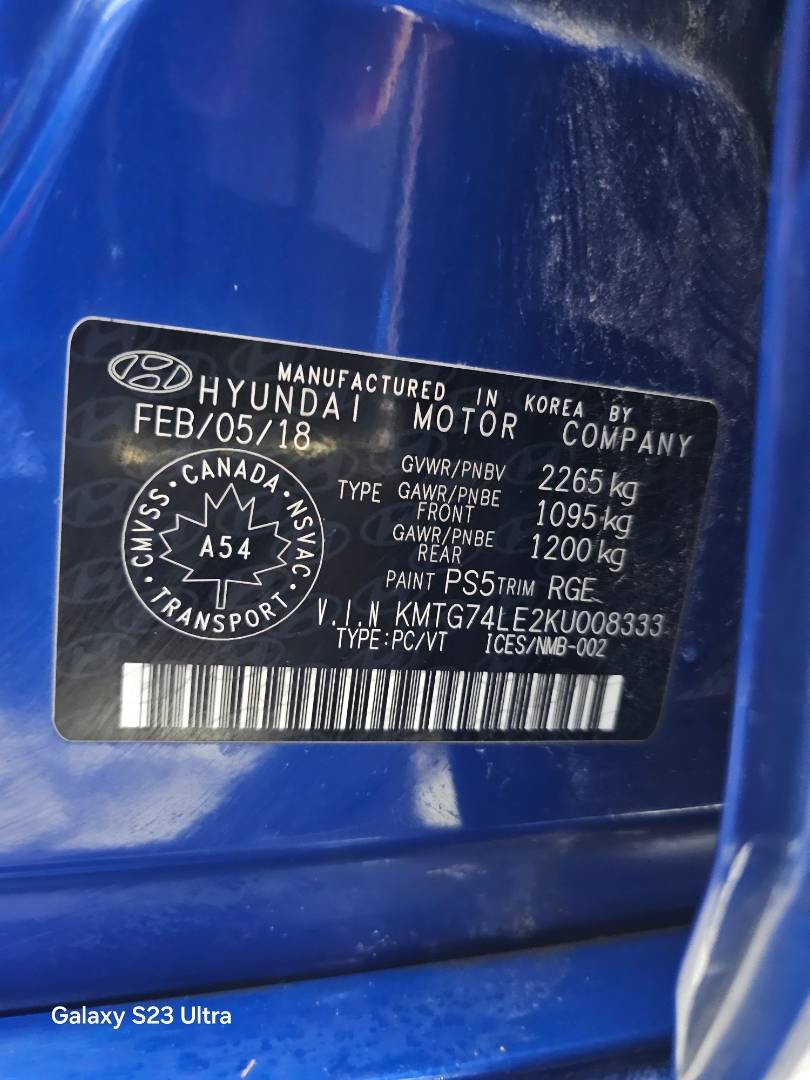 MANUFACTURED IN KOREA BY
HYUNDAI MOTOR COMPANY
FEB/05/18
CMVSS · CANADA · NSVAC · TRANSPORT ·
A54
TYPE
GVWR/PNBV 2265 kg
GAWR/PNBE FRONT 1095 kg
GAWR/PNBE REAR 1200 kg
PAINT PS5 TRIM RGE
V.I.N KMTG74LE2KU008333
TYPE:PC/VT ICES/NMB-002
Galaxy S23 Ultra